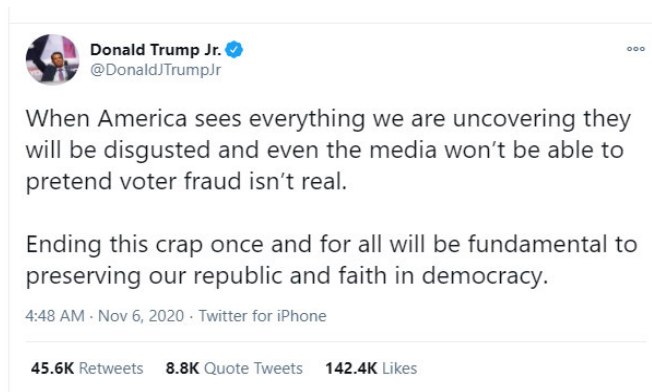 Donald Trump Jr.
@DonaldJTrumpJr
When America sees everything we are uncovering they
will be disgusted and even the media won't be able to
pretend voter fraud isn't real.
Ending this crap once and for all will be fundamental to
preserving our republic and faith in democracy.
4:48 AM · Nov 6, 2020 · Twitter for iPhone
45.6K Retweets 8.8K Quote Tweets 142.4K Likes